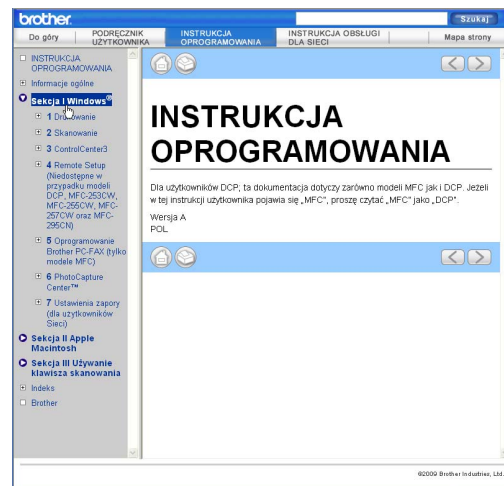 brother
Szukaj
Do góry
PODRĘCZNIK
UŻYTKOWNIKA
INSTRUKCJA
OPROGRAMOWANIA
INSTRUKCJA OBSŁUGI
DLA SIECI
Mapa strony
INSTRUKCJA
OPROGRAMOWANIA
Informacje ogólne
Sekcja I Windows®
1 Drukowanie
2 Skanowanie
3 ControlCenter3
4 Remote Setup
(Niedostępne w
przypadku modeli
DCP, MFC-253CW,
MFC-255CW, MFC-
257CW oraz MFC-
295CN)
5 Oprogramowanie
Brother PC-FAX (tylko
modele MFC)
6 PhotoCapture
Center™
7 Ustawienia zapory
(dla użytkowników
Sieci)
Sekcja II Apple
Macintosh
Sekcja III Używanie
klawisza skanowania
Indeks
Brother
INSTRUKCJA
OPROGRAMOWANIA
Dla użytkowników DCP; ta dokumentacja dotyczy zarówno modeli MFC jak i DCP. Jeżeli
w tej instrukcji użytkownika pojawia się „MFC”, proszę czytać „MFC” jako „DCP”.
Wersja A
POL
©2009 Brother Industries, Ltd.